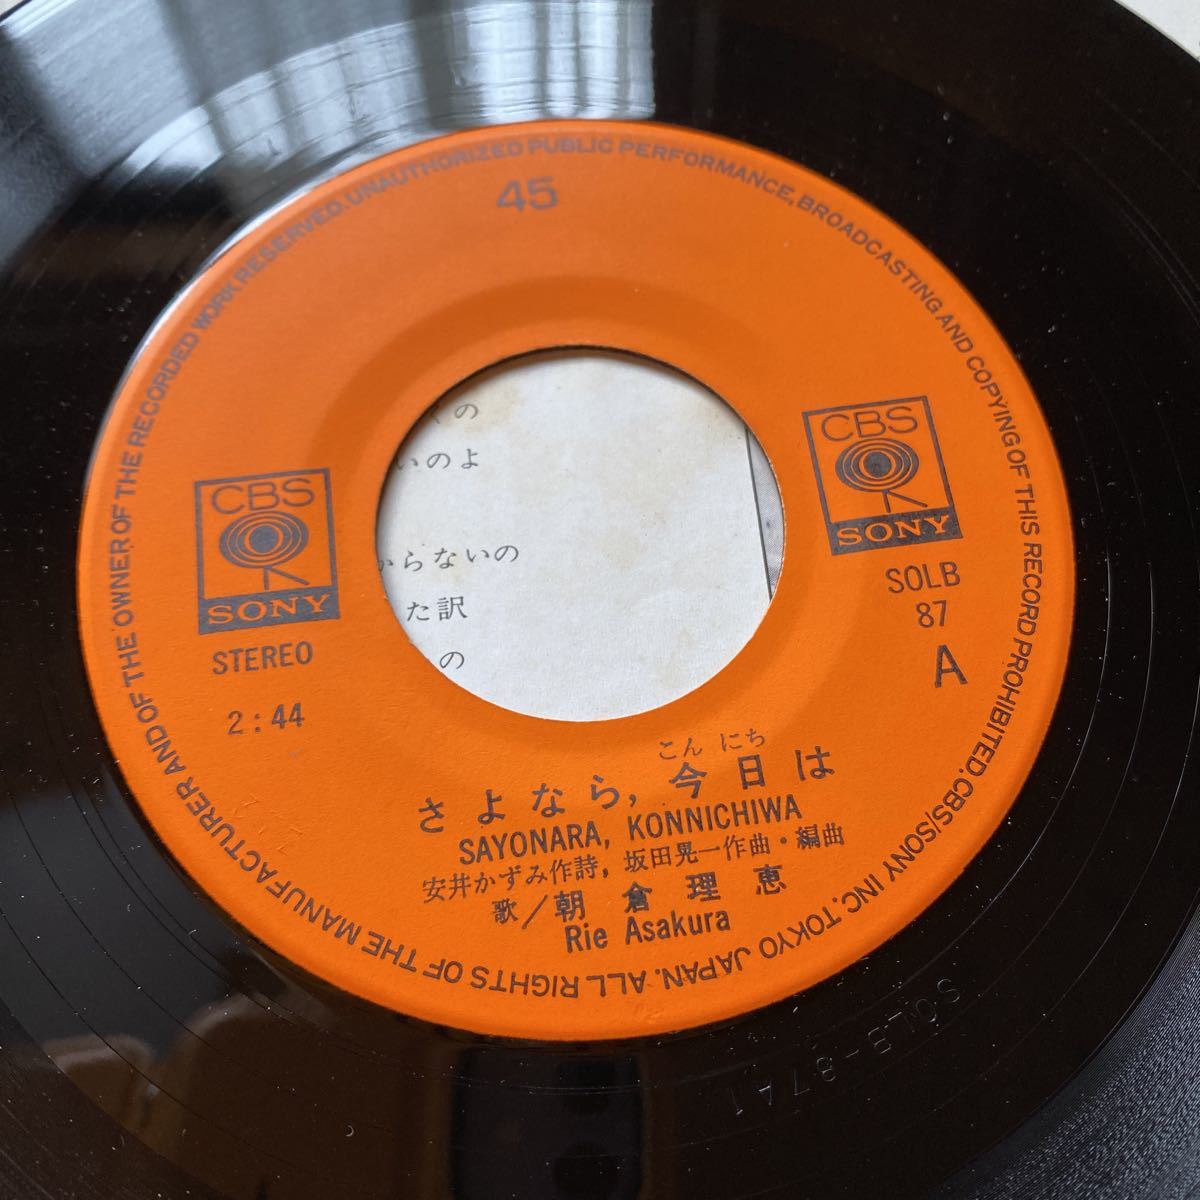 UNAUTHORIZED PUBLIC PERFORMANCE, BROADCASTING AND COPYING OF THIS RECORD PROHIBITED. CBS/SONY INC. TOKYO JAPAN. ALL RIGHTS OF THE MANUFACTURER AND OF THE OWNER OF THE RECORDED WORK RESERVED.
45
CBS
SONY
STEREO
2:44
CBS
SONY
SOLB
87
A
の
いのよ
からないの
た訳
の
こんにち
さよなら,今日は
SAYONARA, KONNICHIWA
安井かずみ作詩,坂田晃一作曲・編曲
歌/朝倉理恵
Rie Asakura
SOLB-87A1